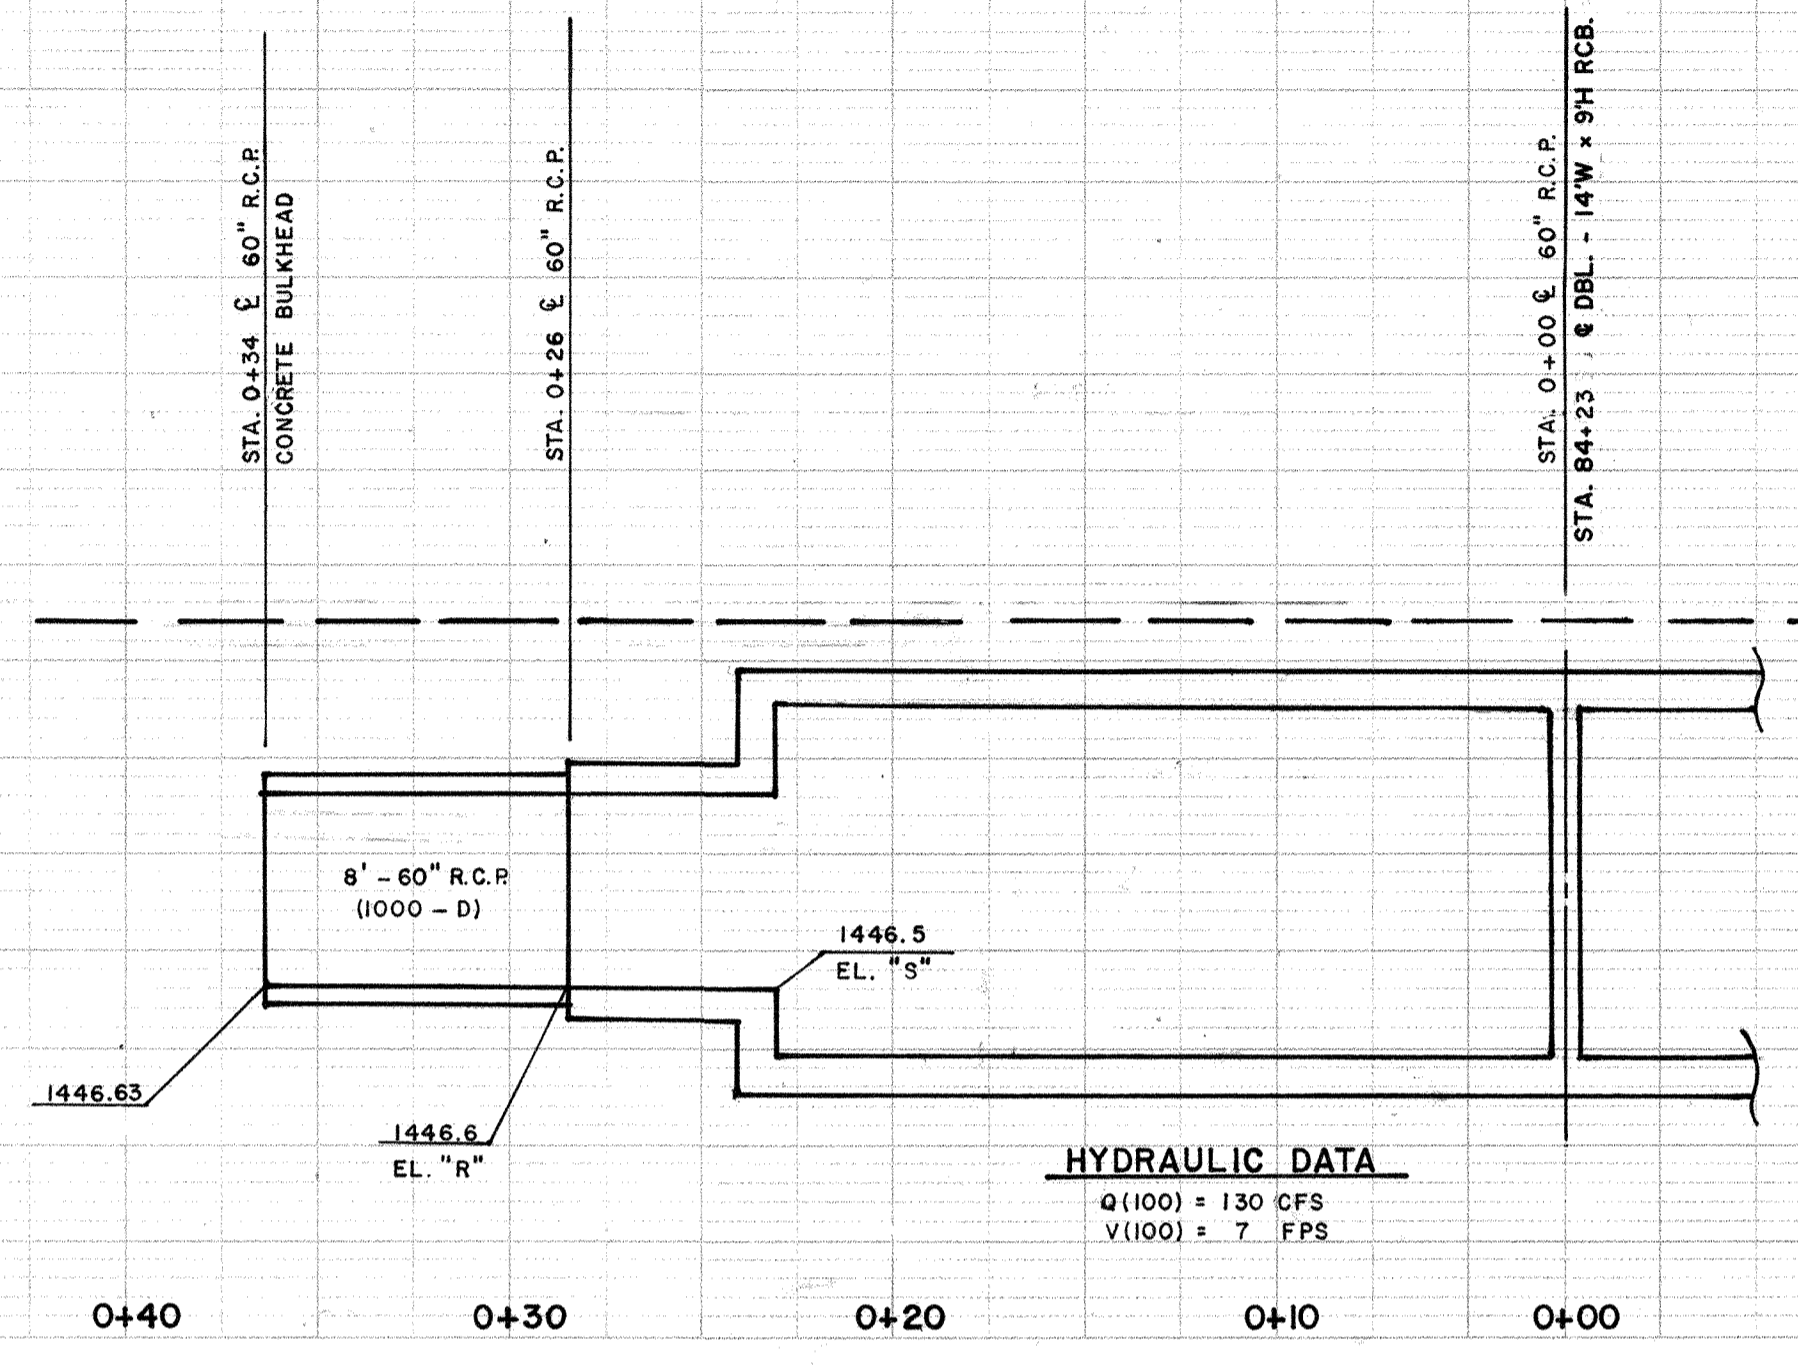 STA. 0+34 ℄ 60" R.C.P.
CONCRETE BULKHEAD
STA. 0+26 ℄ 60" R.C.P.
STA. 0+00 ℄ 60" R.C.P.
STA. 84+23 ℄ DBL. - 14'W × 9'H RCB.
8' - 60" R.C.P.
(1000 - D)
1446.5
EL. "S"
1446.63
1446.6
EL. "R"
HYDRAULIC DATA
Q(100) = 130 CFS
V(100) = 7 FPS
0+40 0+30 0+20 0+10 0+00